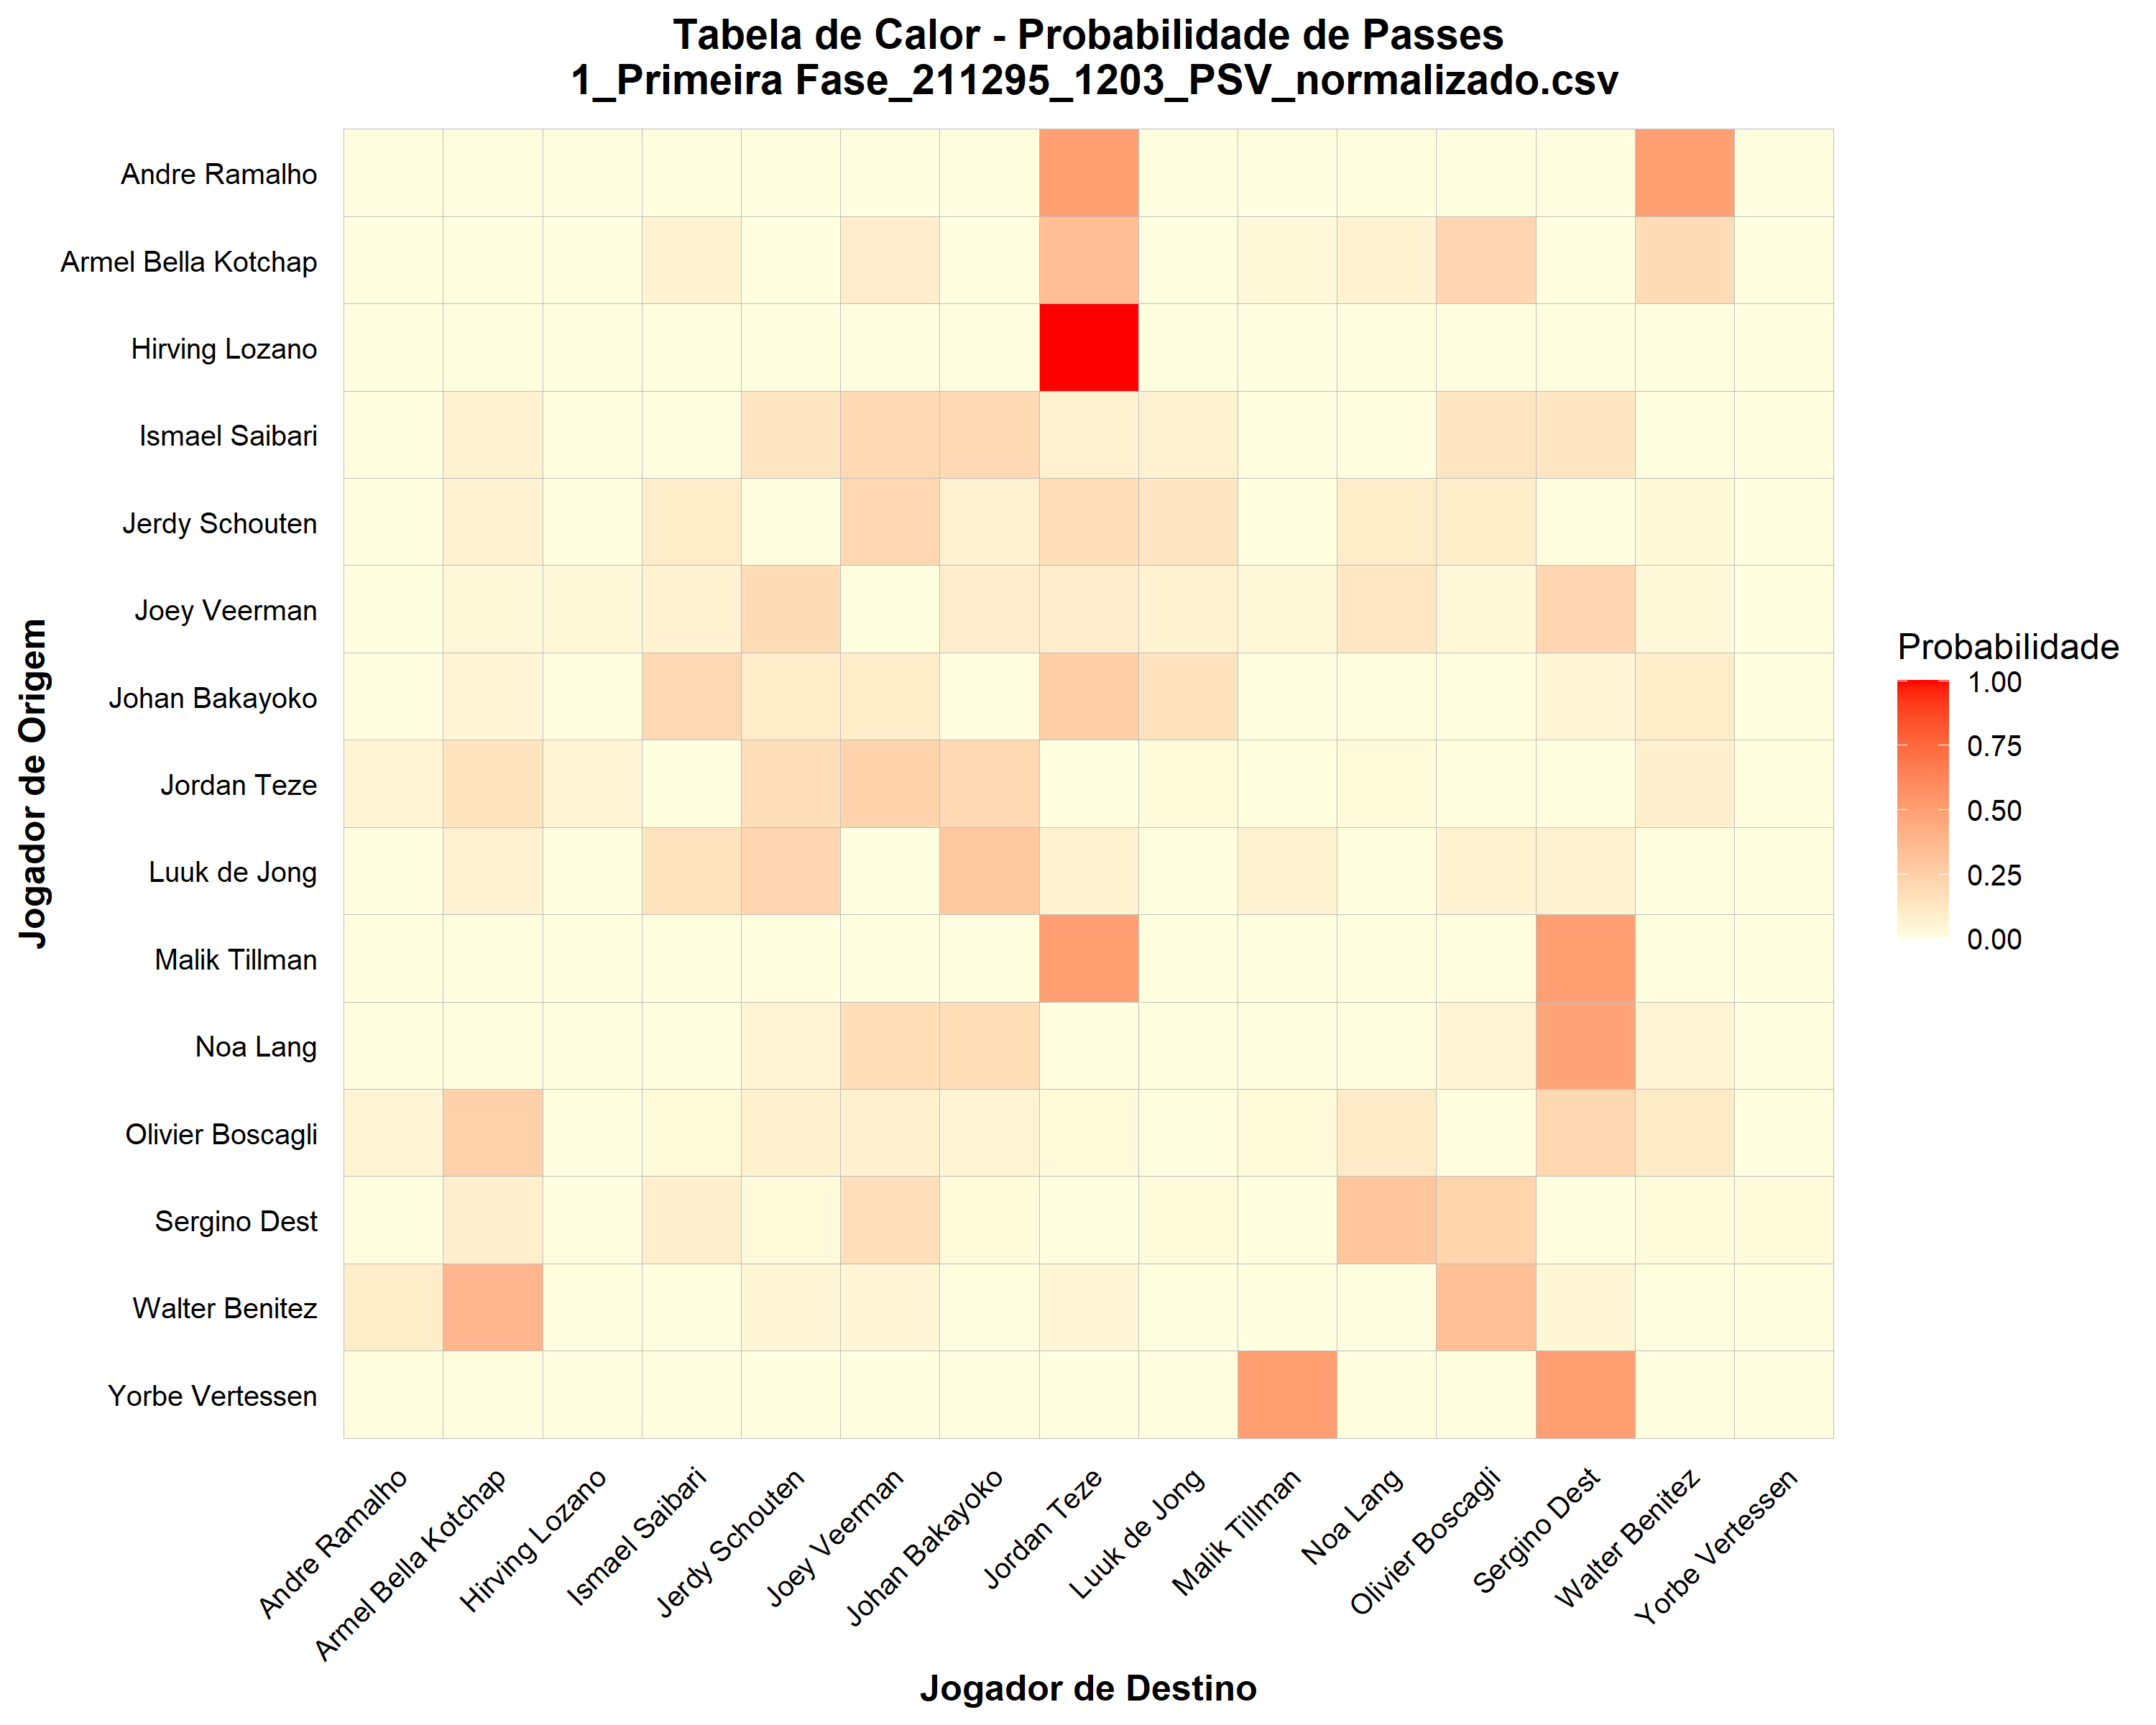 Tabela de Calor - Probabilidade de Passes
1_Primeira Fase_211295_1203_PSV_normalizado.csv
Jogador de Origem
Andre Ramalho
Armel Bella Kotchap
Hirving Lozano
Ismael Saibari
Jerdy Schouten
Joey Veerman
Johan Bakayoko
Jordan Teze
Luuk de Jong
Malik Tillman
Noa Lang
Olivier Boscagli
Sergino Dest
Walter Benitez
Yorbe Vertessen
Andre Ramalho
Armel Bella Kotchap
Hirving Lozano
Ismael Saibari
Jerdy Schouten
Joey Veerman
Johan Bakayoko
Jordan Teze
Luuk de Jong
Malik Tillman
Noa Lang
Olivier Boscagli
Sergino Dest
Walter Benitez
Yorbe Vertessen
Jogador de Destino
Probabilidade
1.00
0.75
0.50
0.25
0.00